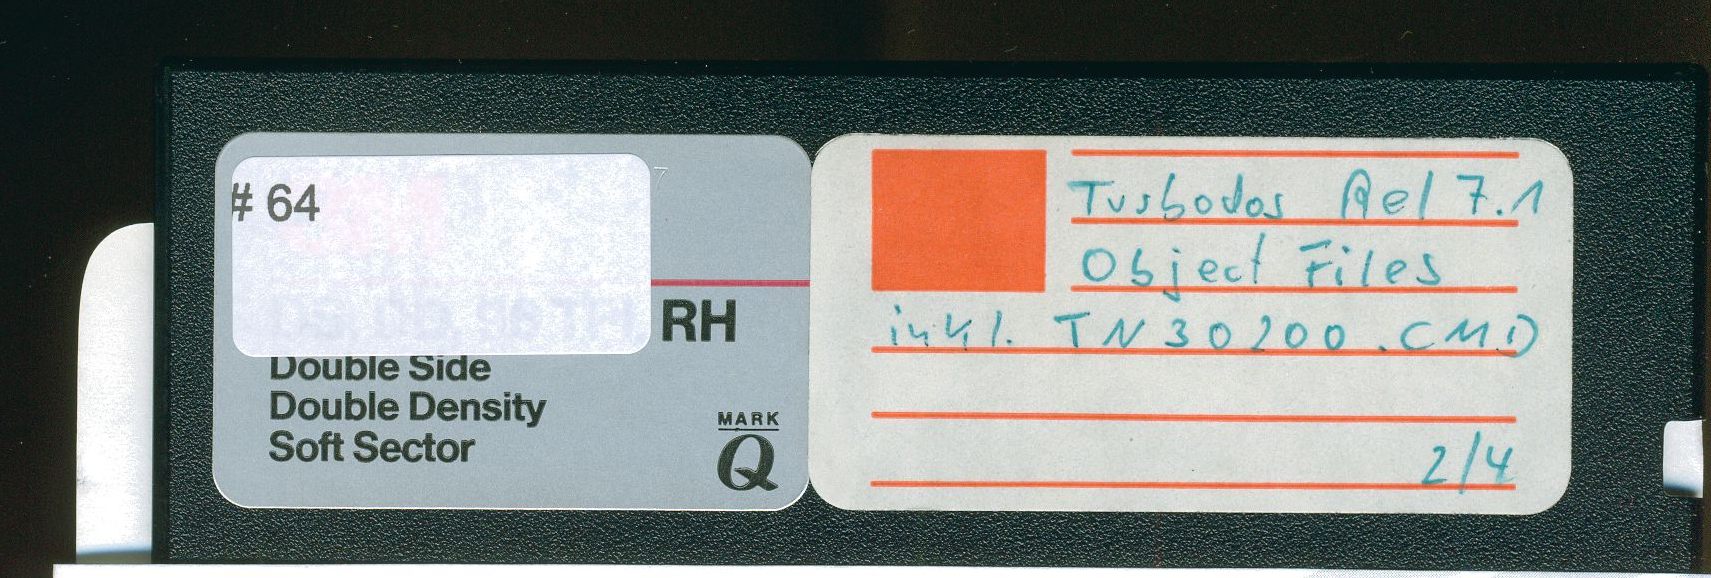 # 64
RH
Double Side
Double Density
Soft Sector
MARK
Q
Turbodos Rel 7.1
Object Files
inkl. TN30200.CMD
2/4